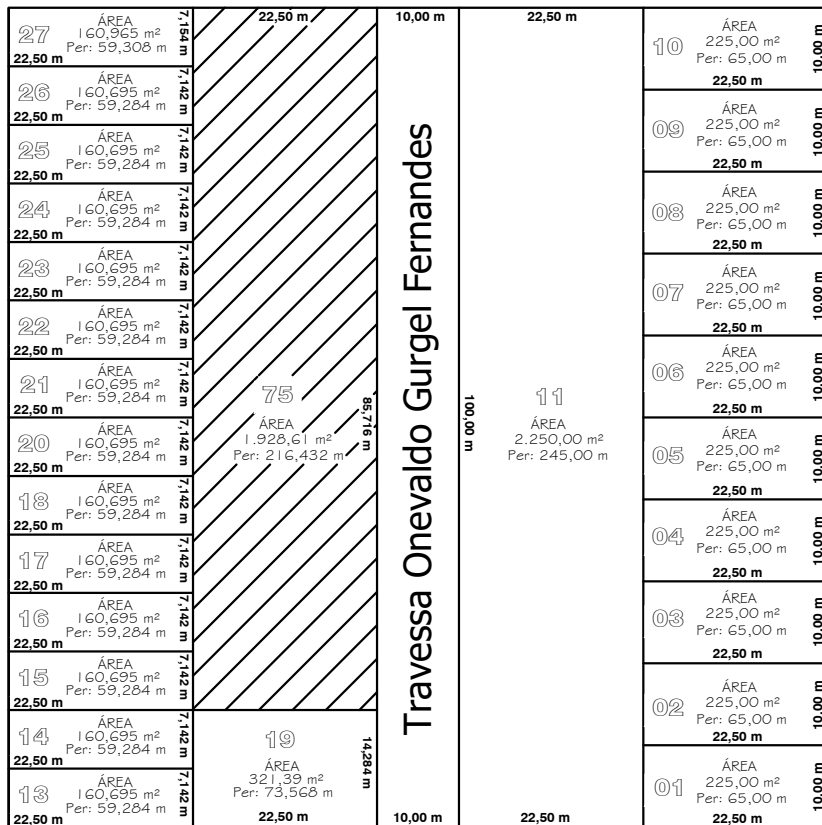 27
ÁREA
160,965 m²
Per: 59,308 m
22,50 m
7,154 m
26
ÁREA
160,695 m²
Per: 59,284 m
22,50 m
7,142 m
25
ÁREA
160,695 m²
Per: 59,284 m
22,50 m
7,142 m
24
ÁREA
160,695 m²
Per: 59,284 m
22,50 m
7,142 m
23
ÁREA
160,695 m²
Per: 59,284 m
22,50 m
7,142 m
22
ÁREA
160,695 m²
Per: 59,284 m
22,50 m
7,142 m
21
ÁREA
160,695 m²
Per: 59,284 m
22,50 m
7,142 m
20
ÁREA
160,695 m²
Per: 59,284 m
22,50 m
7,142 m
18
ÁREA
160,695 m²
Per: 59,284 m
22,50 m
7,142 m
17
ÁREA
160,695 m²
Per: 59,284 m
22,50 m
7,142 m
16
ÁREA
160,695 m²
Per: 59,284 m
22,50 m
7,142 m
15
ÁREA
160,695 m²
Per: 59,284 m
22,50 m
7,142 m
14
ÁREA
160,695 m²
Per: 59,284 m
22,50 m
7,142 m
13
ÁREA
160,695 m²
Per: 59,284 m
22,50 m
7,142 m
22,50 m
75
ÁREA
1.928,61 m²
Per: 216,432 m
85,716 m
19
ÁREA
321,39 m²
Per: 73,568 m
14,284 m
22,50 m
10,00 m
Travessa Onevaldo Gurgel Fernandes
10,00 m
22,50 m
100,00 m
11
ÁREA
2.250,00 m²
Per: 245,00 m
22,50 m
10
ÁREA
225,00 m²
Per: 65,00 m
22,50 m
10,00 m
09
ÁREA
225,00 m²
Per: 65,00 m
22,50 m
10,00 m
08
ÁREA
225,00 m²
Per: 65,00 m
22,50 m
10,00 m
07
ÁREA
225,00 m²
Per: 65,00 m
22,50 m
10,00 m
06
ÁREA
225,00 m²
Per: 65,00 m
22,50 m
10,00 m
05
ÁREA
225,00 m²
Per: 65,00 m
22,50 m
10,00 m
04
ÁREA
225,00 m²
Per: 65,00 m
22,50 m
10,00 m
03
ÁREA
225,00 m²
Per: 65,00 m
22,50 m
10,00 m
02
ÁREA
225,00 m²
Per: 65,00 m
22,50 m
10,00 m
01
ÁREA
225,00 m²
Per: 65,00 m
22,50 m
10,00 m